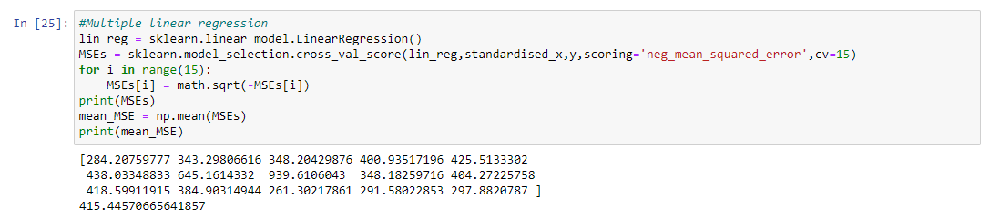 In [25]: #Multiple linear regression
lin_reg = sklearn.linear_model.LinearRegression()
MSEs = sklearn.model_selection.cross_val_score(lin_reg,standardised_x,y,scoring='neg_mean_squared_error',cv=15)
for i in range(15):
    MSEs[i] = math.sqrt(-MSEs[i])
print(MSEs)
mean_MSE = np.mean(MSEs)
print(mean_MSE)
[284.20759777 343.29806616 348.20429876 400.93517196 425.5133302
 438.03348833 645.1614332  939.6106043  348.18259716 404.27225758
 418.59911915 384.90314944 261.30217861 291.58022853 297.8820787 ]
415.44570665641857